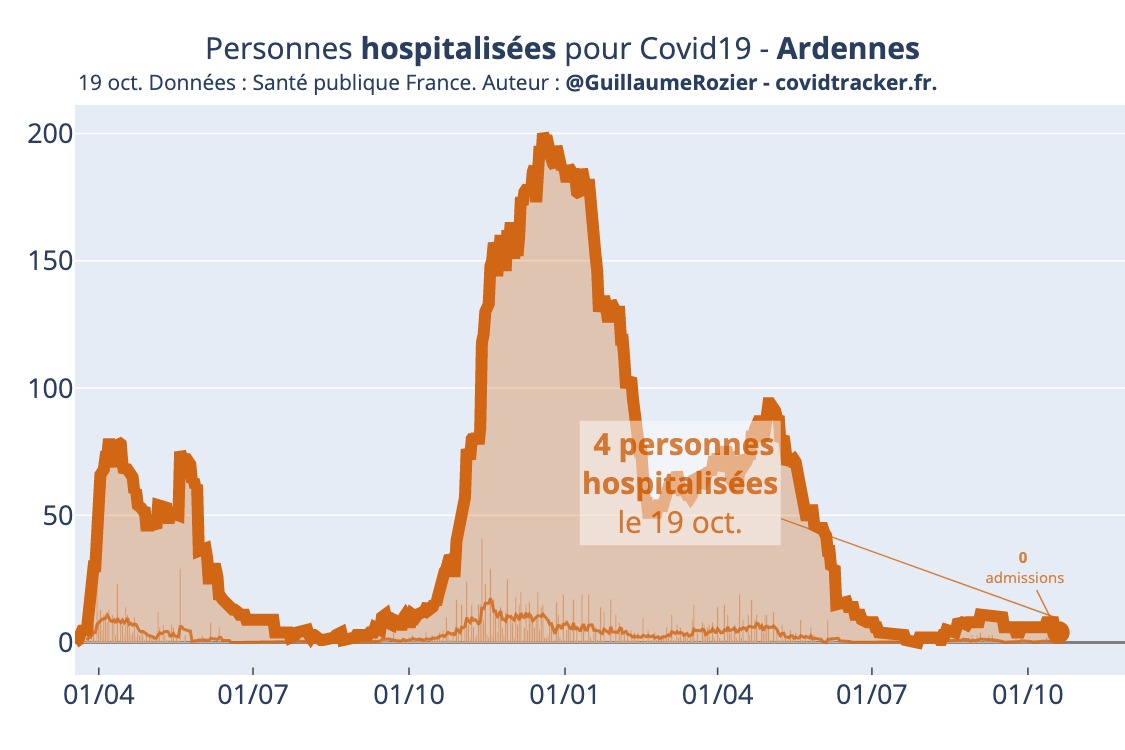 Personnes hospitalisées pour Covid19 - Ardennes
19 oct. Données : Santé publique France. Auteur : @GuillaumeRozier - covidtracker.fr.
200
150
100
50
0
4 personnes
hospitalisées
le 19 oct.
0
admissions
01/04 01/07 01/10 01/01 01/04 01/07 01/10